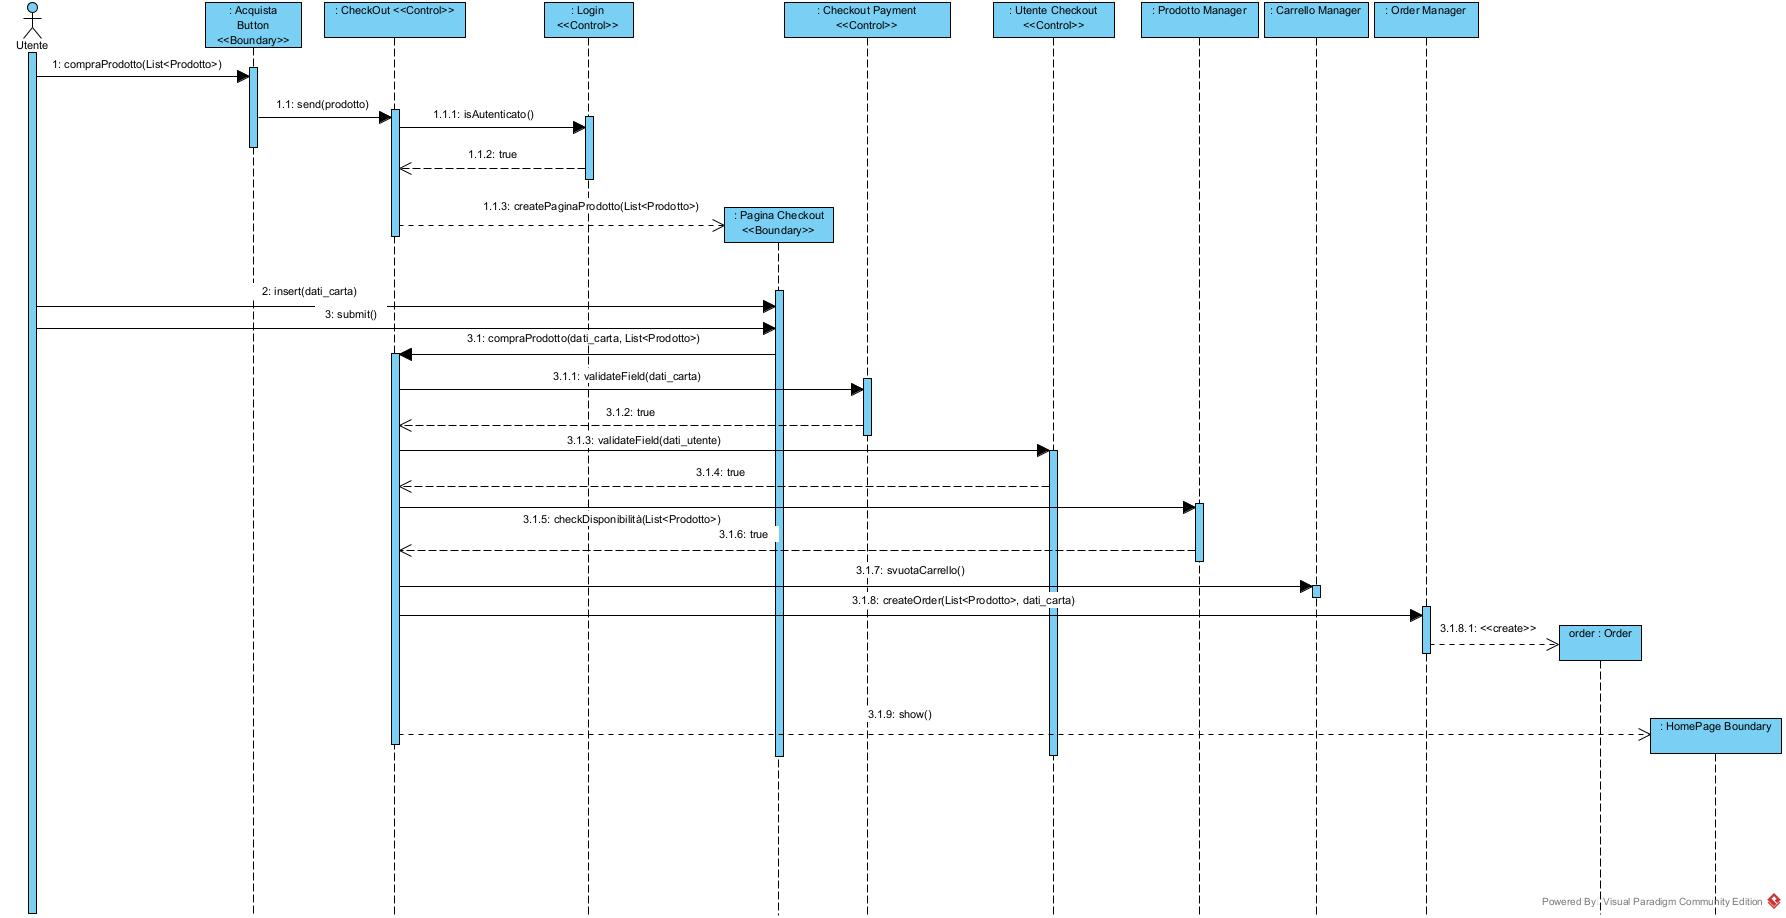 : Acquista
Button
<<Boundary>>
: CheckOut <<Control>>
: Login
<<Control>>
: Checkout Payment
<<Control>>
: Utente Checkout
<<Control>>
: Prodotto Manager
: Carrello Manager
: Order Manager
Utente
1: compraProdotto(List<Prodotto>)
1.1: send(prodotto)
1.1.1: isAutenticato()
1.1.2: true
1.1.3: createPaginaProdotto(List<Prodotto>)
: Pagina Checkout
<<Boundary>>
2: insert(dati_carta)
3: submit()
3.1: compraProdotto(dati_carta, List<Prodotto>)
3.1.1: validateField(dati_carta)
3.1.2: true
3.1.3: validateField(dati_utente)
3.1.4: true
3.1.5: checkDisponibilità(List<Prodotto>)
3.1.6: true
3.1.7: svuotaCarrello()
3.1.8: createOrder(List<Prodotto>, dati_carta)
3.1.8.1: <<create>>
order : Order
3.1.9: show()
: HomePage Boundary
Powered By Visual Paradigm Community Edition